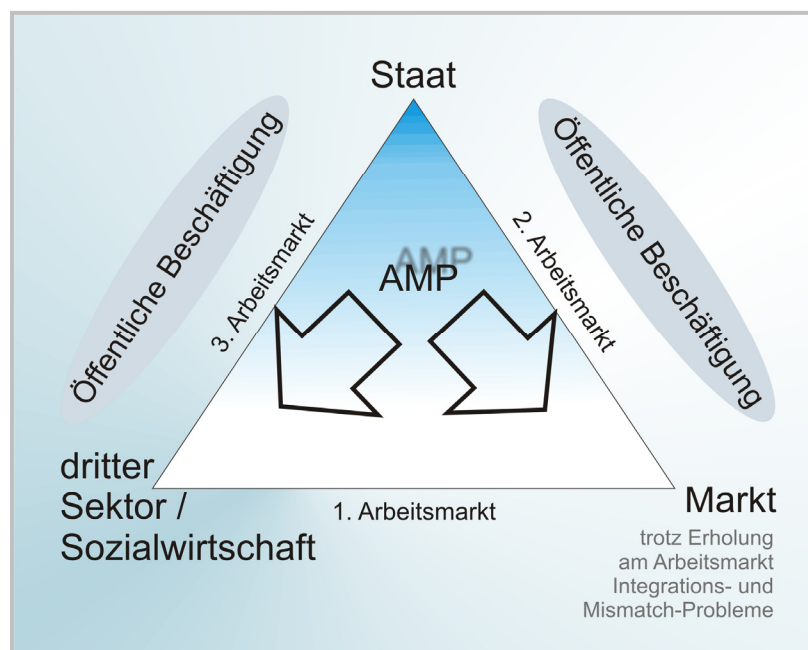 Staat
Öffentliche Beschäftigung
Öffentliche Beschäftigung
3. Arbeitsmarkt
2. Arbeitsmarkt
AMP
AMP
dritter
Sektor /
Sozialwirtschaft
1. Arbeitsmarkt
Markt
trotz Erholung
am Arbeitsmarkt
Integrations- und
Mismatch-Probleme